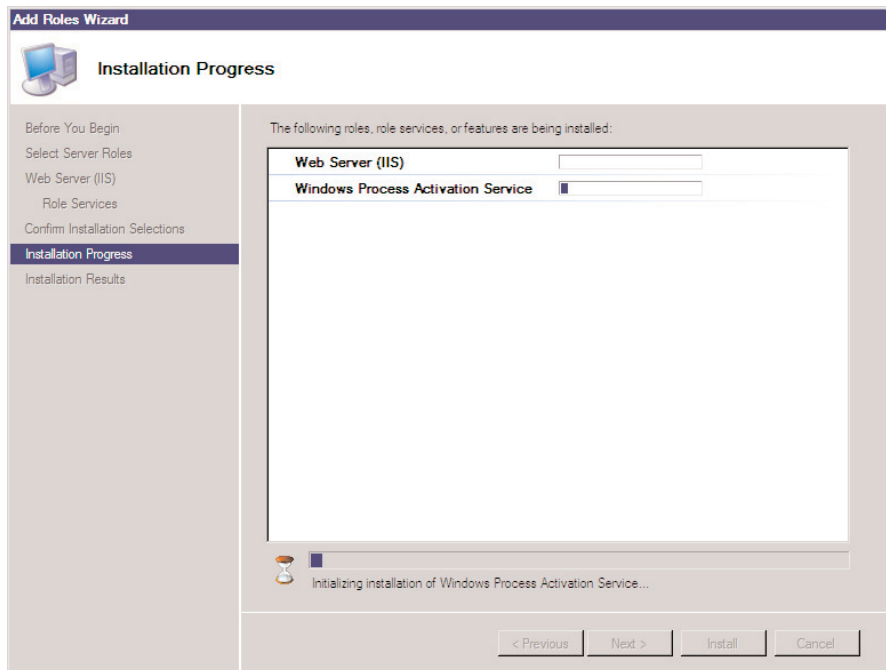 Add Roles Wizard
Installation Progress
Before You Begin
Select Server Roles
Web Server (IIS)
Role Services
Confirm Installation Selections
Installation Progress
Installation Results
The following roles, role services, or features are being installed:
Web Server (IIS)
Windows Process Activation Service
Initializing installation of Windows Process Activation Service...
< Previous Next > Install Cancel